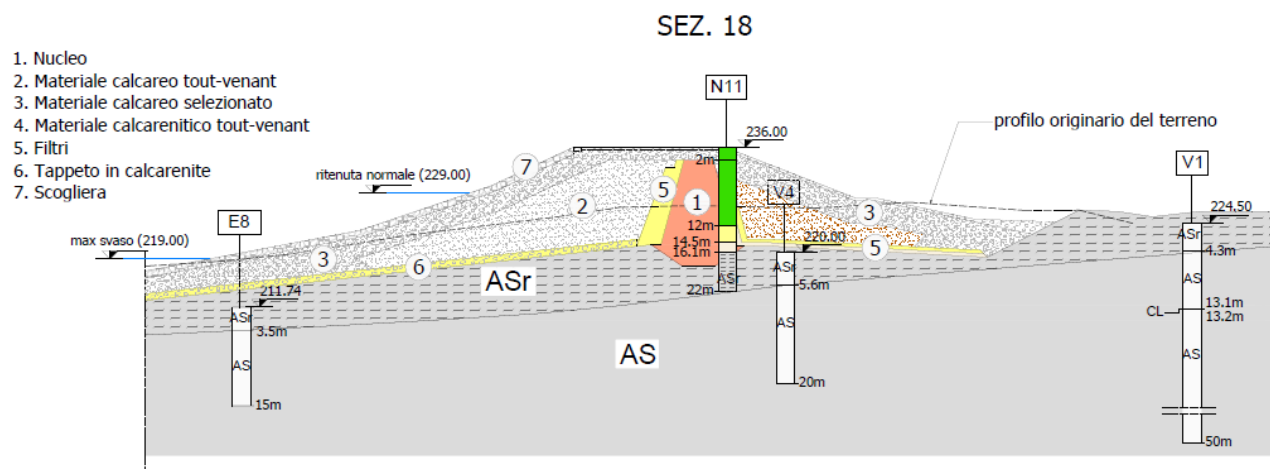 SEZ. 18
1. Nucleo
2. Materiale calcareo tout-venant
3. Materiale calcareo selezionato
4. Materiale calcarenitico tout-venant
5. Filtri
6. Tappeto in calcarenite
7. Scogliera
N11
236.00
profilo originario del terreno
2m
7
ritenuta normale (229.00)
5
1
V4
V1
2
3
224.50
E8
12m
ASr
max svaso (219.00)
14.5m
220.00
5
4.3m
16.1m
3
6
ASr
ASr
ASr
AS
211.74
22m
5.6m
13.1m
ASr
CL
13.2m
3.5m
AS
AS
AS
AS
20m
15m
50m